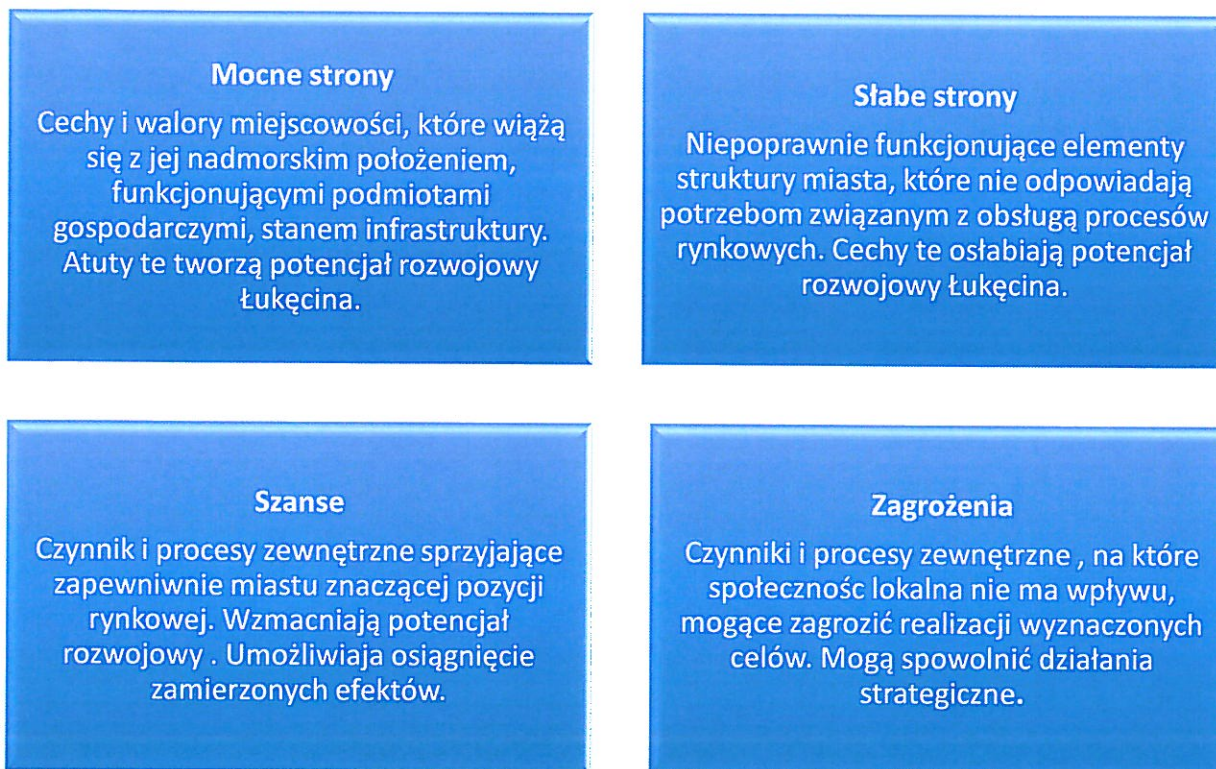 Mocne strony
Cechy i walory miejscowości, które wiążą
się z jej nadmorskim położeniem,
funkcjonującymi podmiotami
gospodarczymi, stanem infrastruktury.
Atuty te tworzą potencjał rozwojowy
Łukęcina.
Słabe strony
Niepoprawnie funkcjonujące elementy
struktury miasta, które nie odpowiadają
potrzebom związanym z obsługą procesów
rynkowych. Cechy te osłabiają potencjał
rozwojowy Łukęcina.
Szanse
Czynnik i procesy zewnętrzne sprzyjające
zapewniwnie miastu znaczącej pozycji
rynkowej. Wzmacniają potencjał
rozwojowy . Umożliwiaja osiągnięcie
zamierzonych efektów.
Zagrożenia
Czynniki i procesy zewnętrzne , na które
społecznośc lokalna nie ma wpływu,
mogące zagrozić realizacji wyznaczonych
celów. Mogą spowolnić działania
strategiczne.